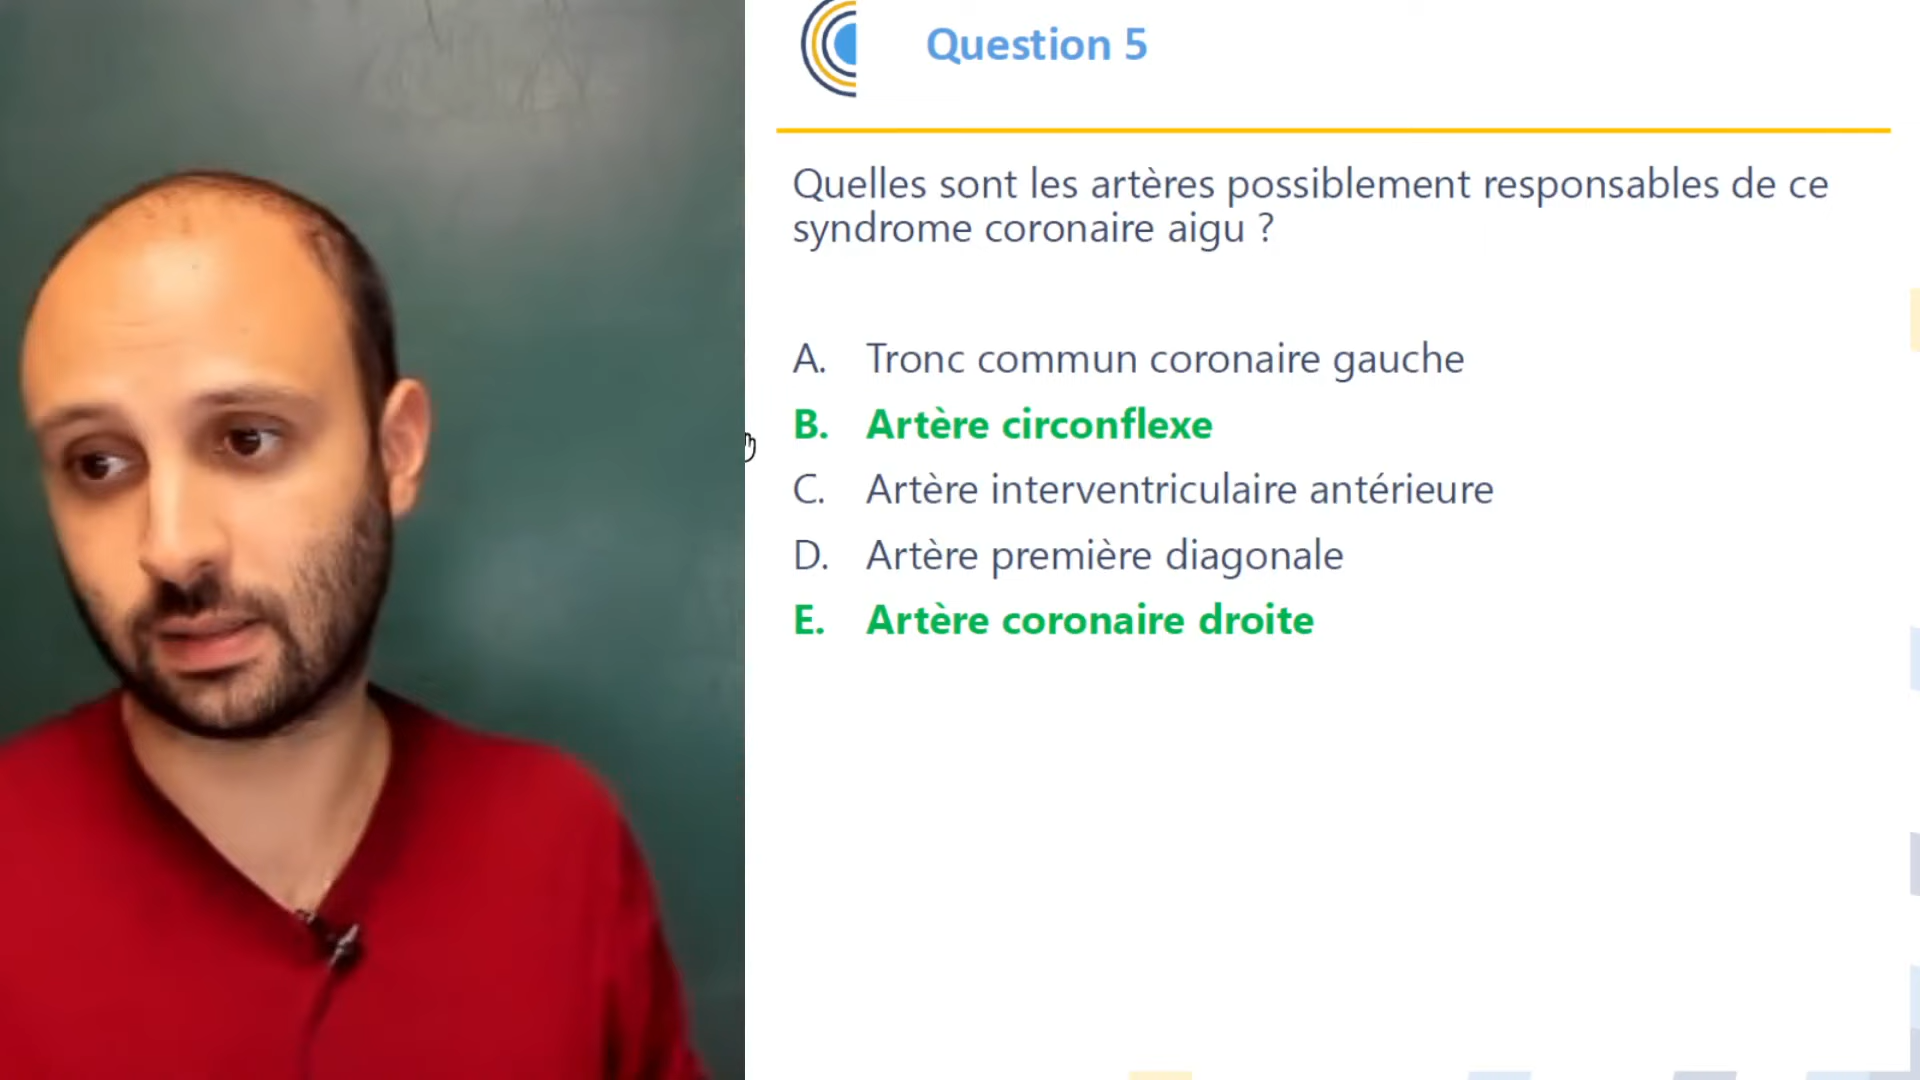 Question 5
Quelles sont les artères possiblement responsables de ce
syndrome coronaire aigu ?
A. Tronc commun coronaire gauche
B. Artère circonflexe
C. Artère interventriculaire antérieure
D. Artère première diagonale
E. Artère coronaire droite